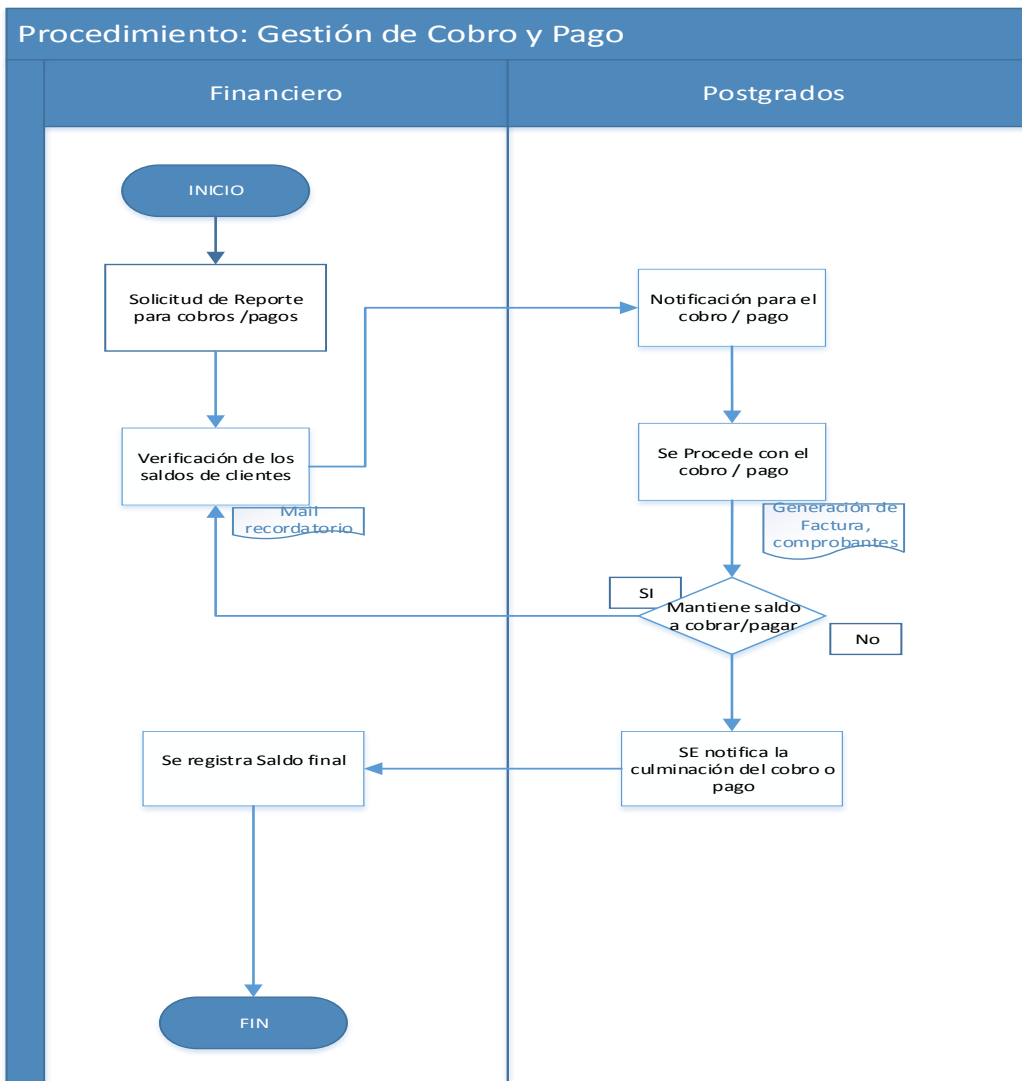 Procedimiento: Gestión de Cobro y Pago
Financiero
Postgrados
INICIO
Solicitud de Reporte
para cobros /pagos
Notificación para el
cobro / pago
Verificación de los
saldos de clientes
Se Procede con el
cobro / pago
Mail
recordatorio
Generación de
Factura,
comprobantes
SI
Mantiene saldo
a cobrar/pagar
No
Se registra Saldo final
SE notifica la
culminación del cobro o
pago
FIN